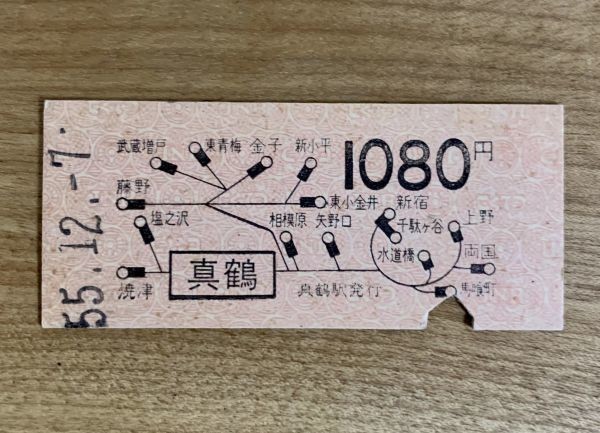 55.12.-7.
武蔵増戸 東青梅 金子 新小平
1080円
藤野 東小金井 新宿
塩之沢 相模原 矢野口 千駄ヶ谷 上野
水道橋 両国
焼津 真鶴 真鶴駅発行 馬喰町